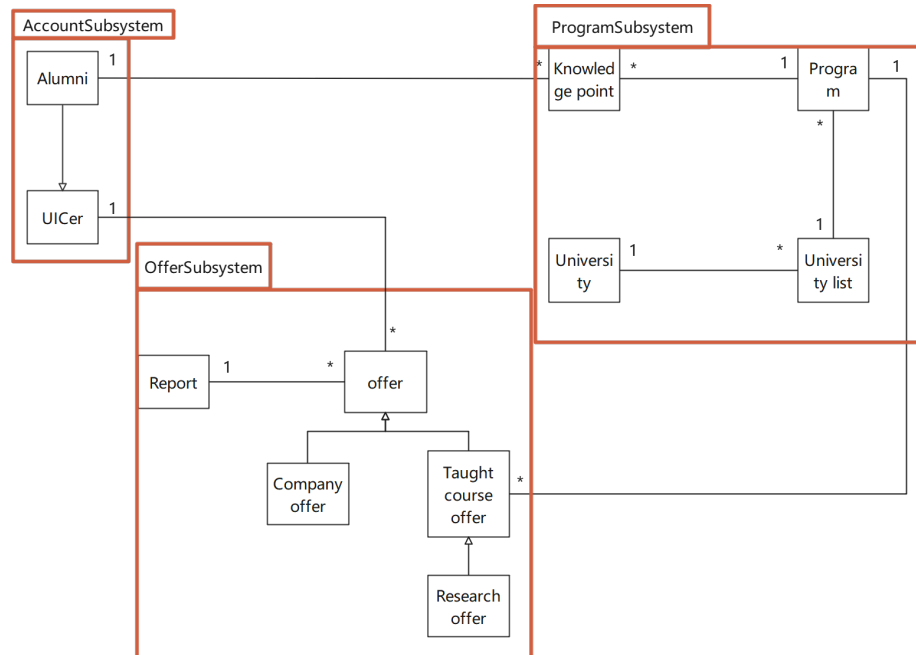 AccountSubsystem
ProgramSubsystem
Alumni
1
*
Knowled
ge point
*
1
Progra
m
1
*
UICer
1
1
OfferSubsystem
Universi
ty
1
*
Universi
ty list
*
Report
1
*
offer
Company
offer
Taught
course
offer
*
Research
offer